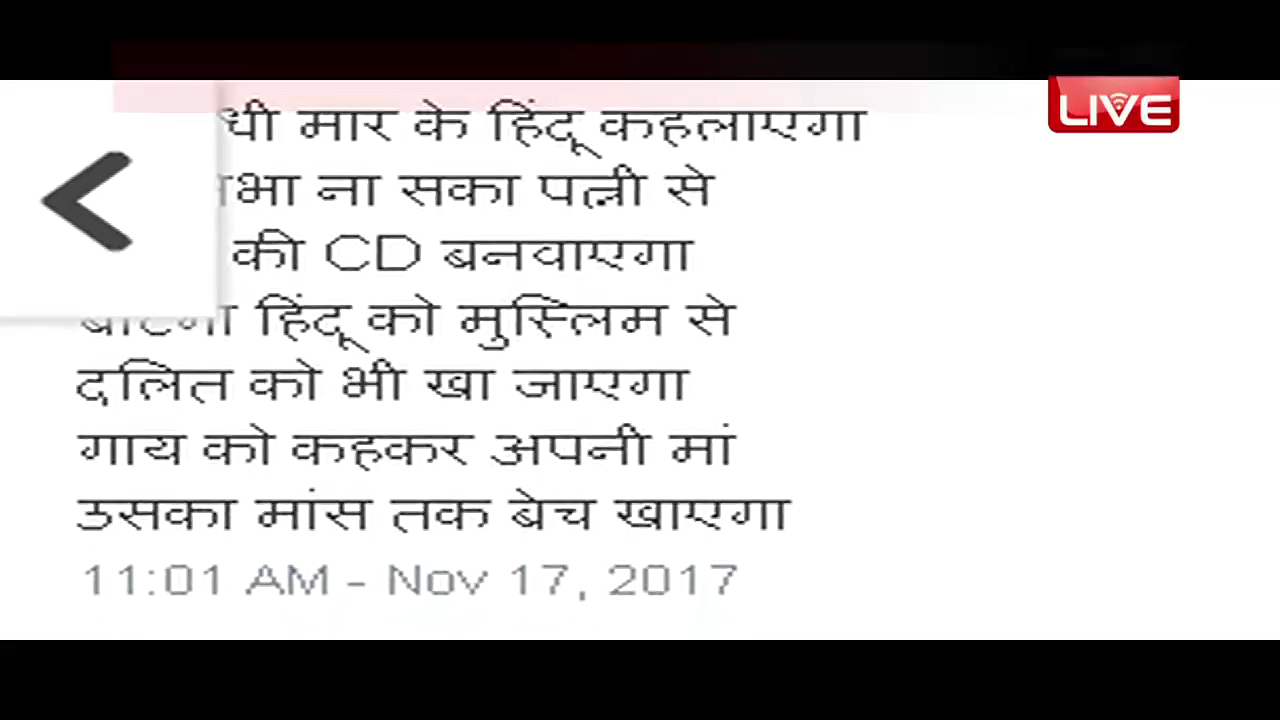 LIVE
मार के हिंदू कहलाएगा
ना सका पत्नी से
की CD बनवाएगा
हिंदू को मुस्लिम से
दलित को भी खा जाएगा
गाय को कहकर अपनी मां
उसका मांस तक बेच खाएगा
11:01 AM - Nov 17, 2017